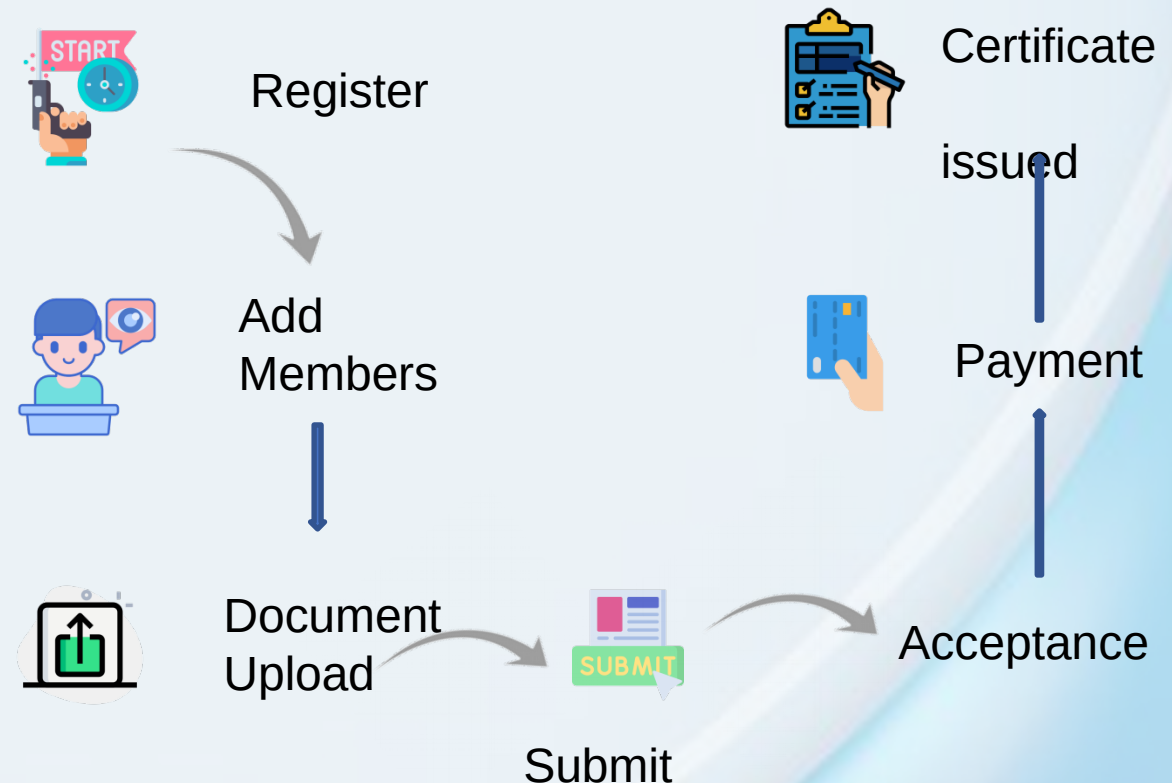 START
Register
Add
Members
Document
Upload
SUBMIT
Submit
Acceptance
Payment
Certificate
issued